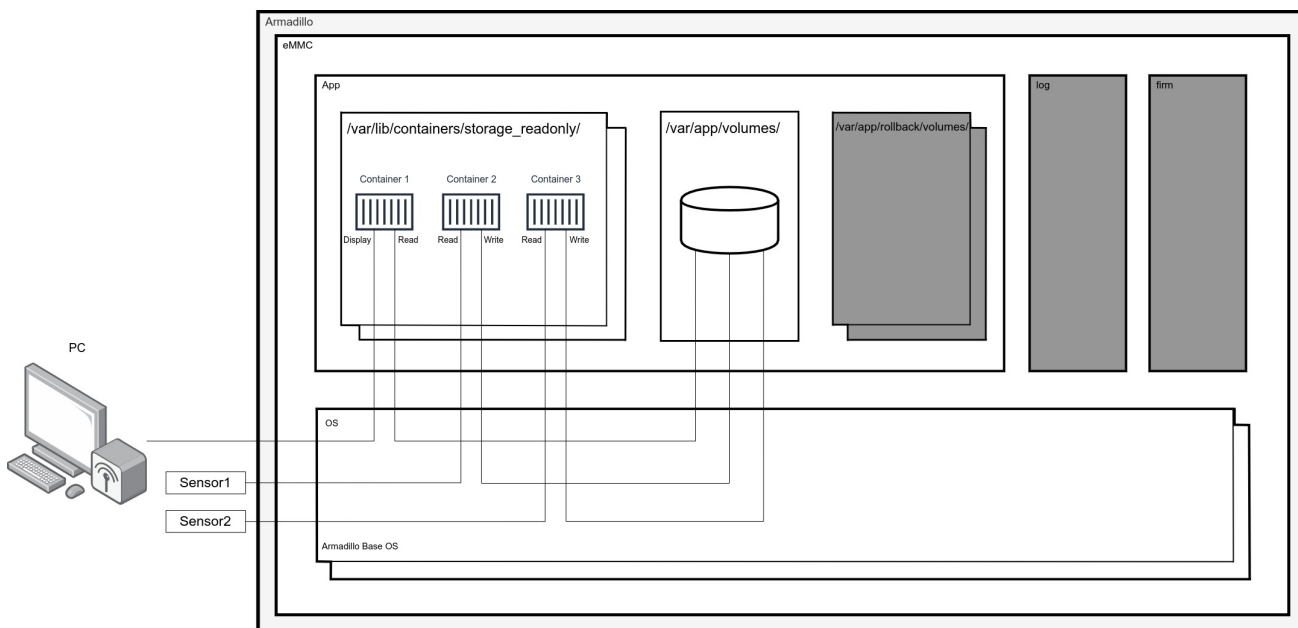 Armadillo
eMMC
App
log
firm
/var/lib/containers/storage_readonly/
/var/app/volumes/
/var/app/rollback/volumes/
Container 1
Container 2
Container 3
Display
Read
Read
Write
Read
Write
PC
OS
Sensor1
Sensor2
Armadillo Base OS